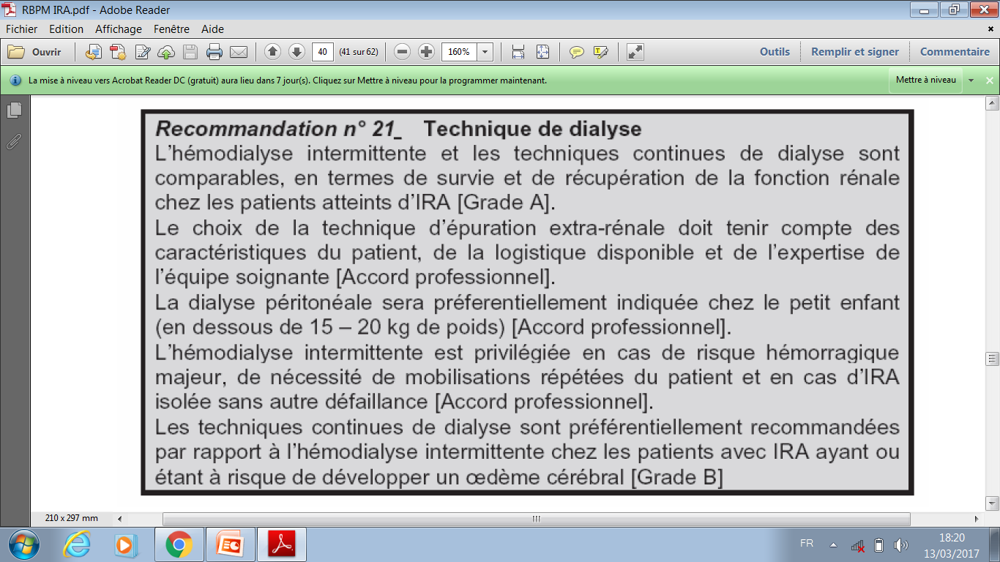 RBPM IRA.pdf - Adobe Reader
Fichier Edition Affichage Fenêtre Aide
Ouvrir 40 (41 sur 62) 160% Outils Remplir et signer Commentaire
La mise à niveau vers Acrobat Reader DC (gratuit) aura lieu dans 7 jour(s). Cliquez sur Mettre à niveau pour la programmer maintenant. Mettre à niveau
Recommandation n° 21_ Technique de dialyse
L’hémodialyse intermittente et les techniques continues de dialyse sont
comparables, en termes de survie et de récupération de la fonction rénale
chez les patients atteints d’IRA [Grade A].
Le choix de la technique d’épuration extra-rénale doit tenir compte des
caractéristiques du patient, de la logistique disponible et de l’expertise de
l’équipe soignante [Accord professionnel].
La dialyse péritonéale sera préferentiellement indiquée chez le petit enfant
(en dessous de 15 – 20 kg de poids) [Accord professionnel].
L’hémodialyse intermittente est privilégiée en cas de risque hémorragique
majeur, de nécessité de mobilisations répétées du patient et en cas d’IRA
isolée sans autre défaillance [Accord professionnel].
Les techniques continues de dialyse sont préférentiellement recommandées
par rapport à l’hémodialyse intermittente chez les patients avec IRA ayant ou
étant à risque de développer un œdème cérébral [Grade B]
210 x 297 mm
FR 18:20
13/03/2017